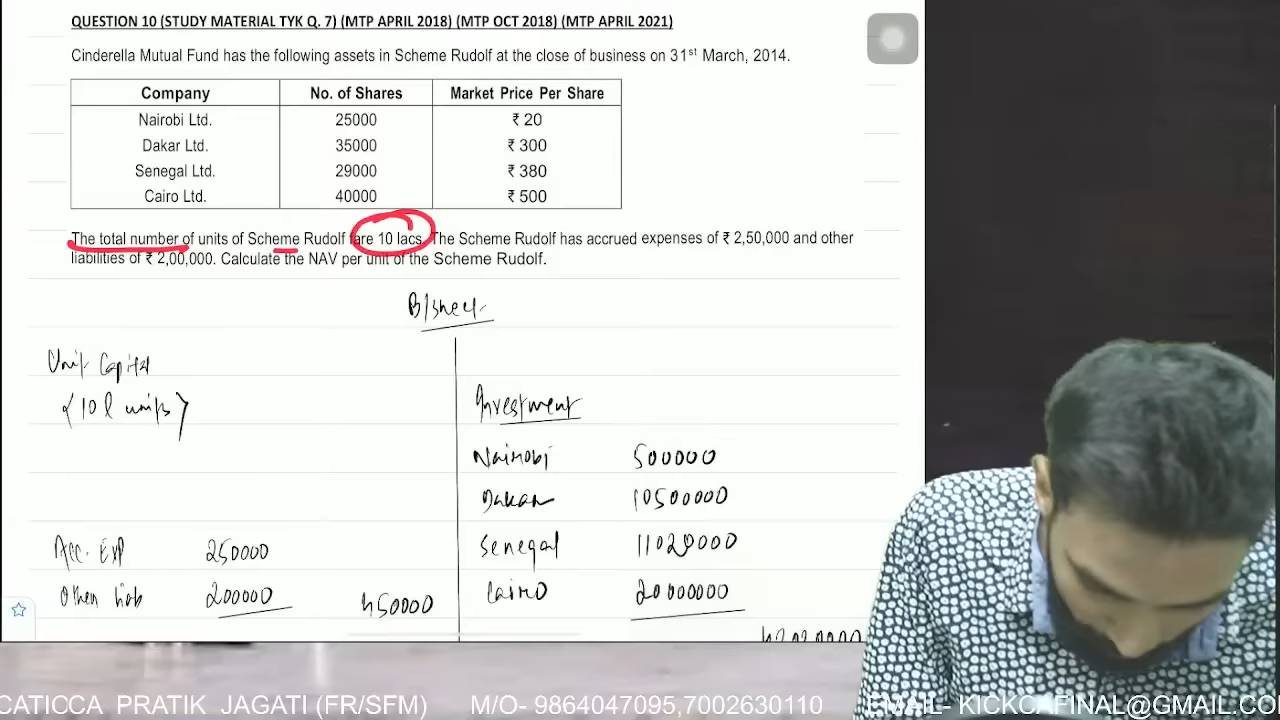 QUESTION 10 (STUDY MATERIAL TYK Q. 7) (MTP APRIL 2018) (MTP OCT 2018) (MTP APRIL 2021)
Cinderella Mutual Fund has the following assets in Scheme Rudolf at the close of business on 31st March, 2014.
Company No. of Shares Market Price Per Share
Nairobi Ltd. 25000 ₹ 20
Dakar Ltd. 35000 ₹ 300
Senegal Ltd. 29000 ₹ 380
Cairo Ltd. 40000 ₹ 500
The total number of units of Scheme Rudolf fare 10 lacs. The Scheme Rudolf has accrued expenses of ₹ 2,50,000 and other
liabilities of ₹ 2,00,000. Calculate the NAV per unit of the Scheme Rudolf.
B/sheet
Unit Capital
{10 l units}
Investment
Nairobi 500000
Dakar 10500000
Acc. Exp 250000
Senegal 11020000
Other liab 200000 450000
Cairo 20000000
CATICCA PRATIK JAGATI (FR/SFM) M/O- 9864047095,7002630110 EMAIL- KICKCAFINAL@GMAIL.CO